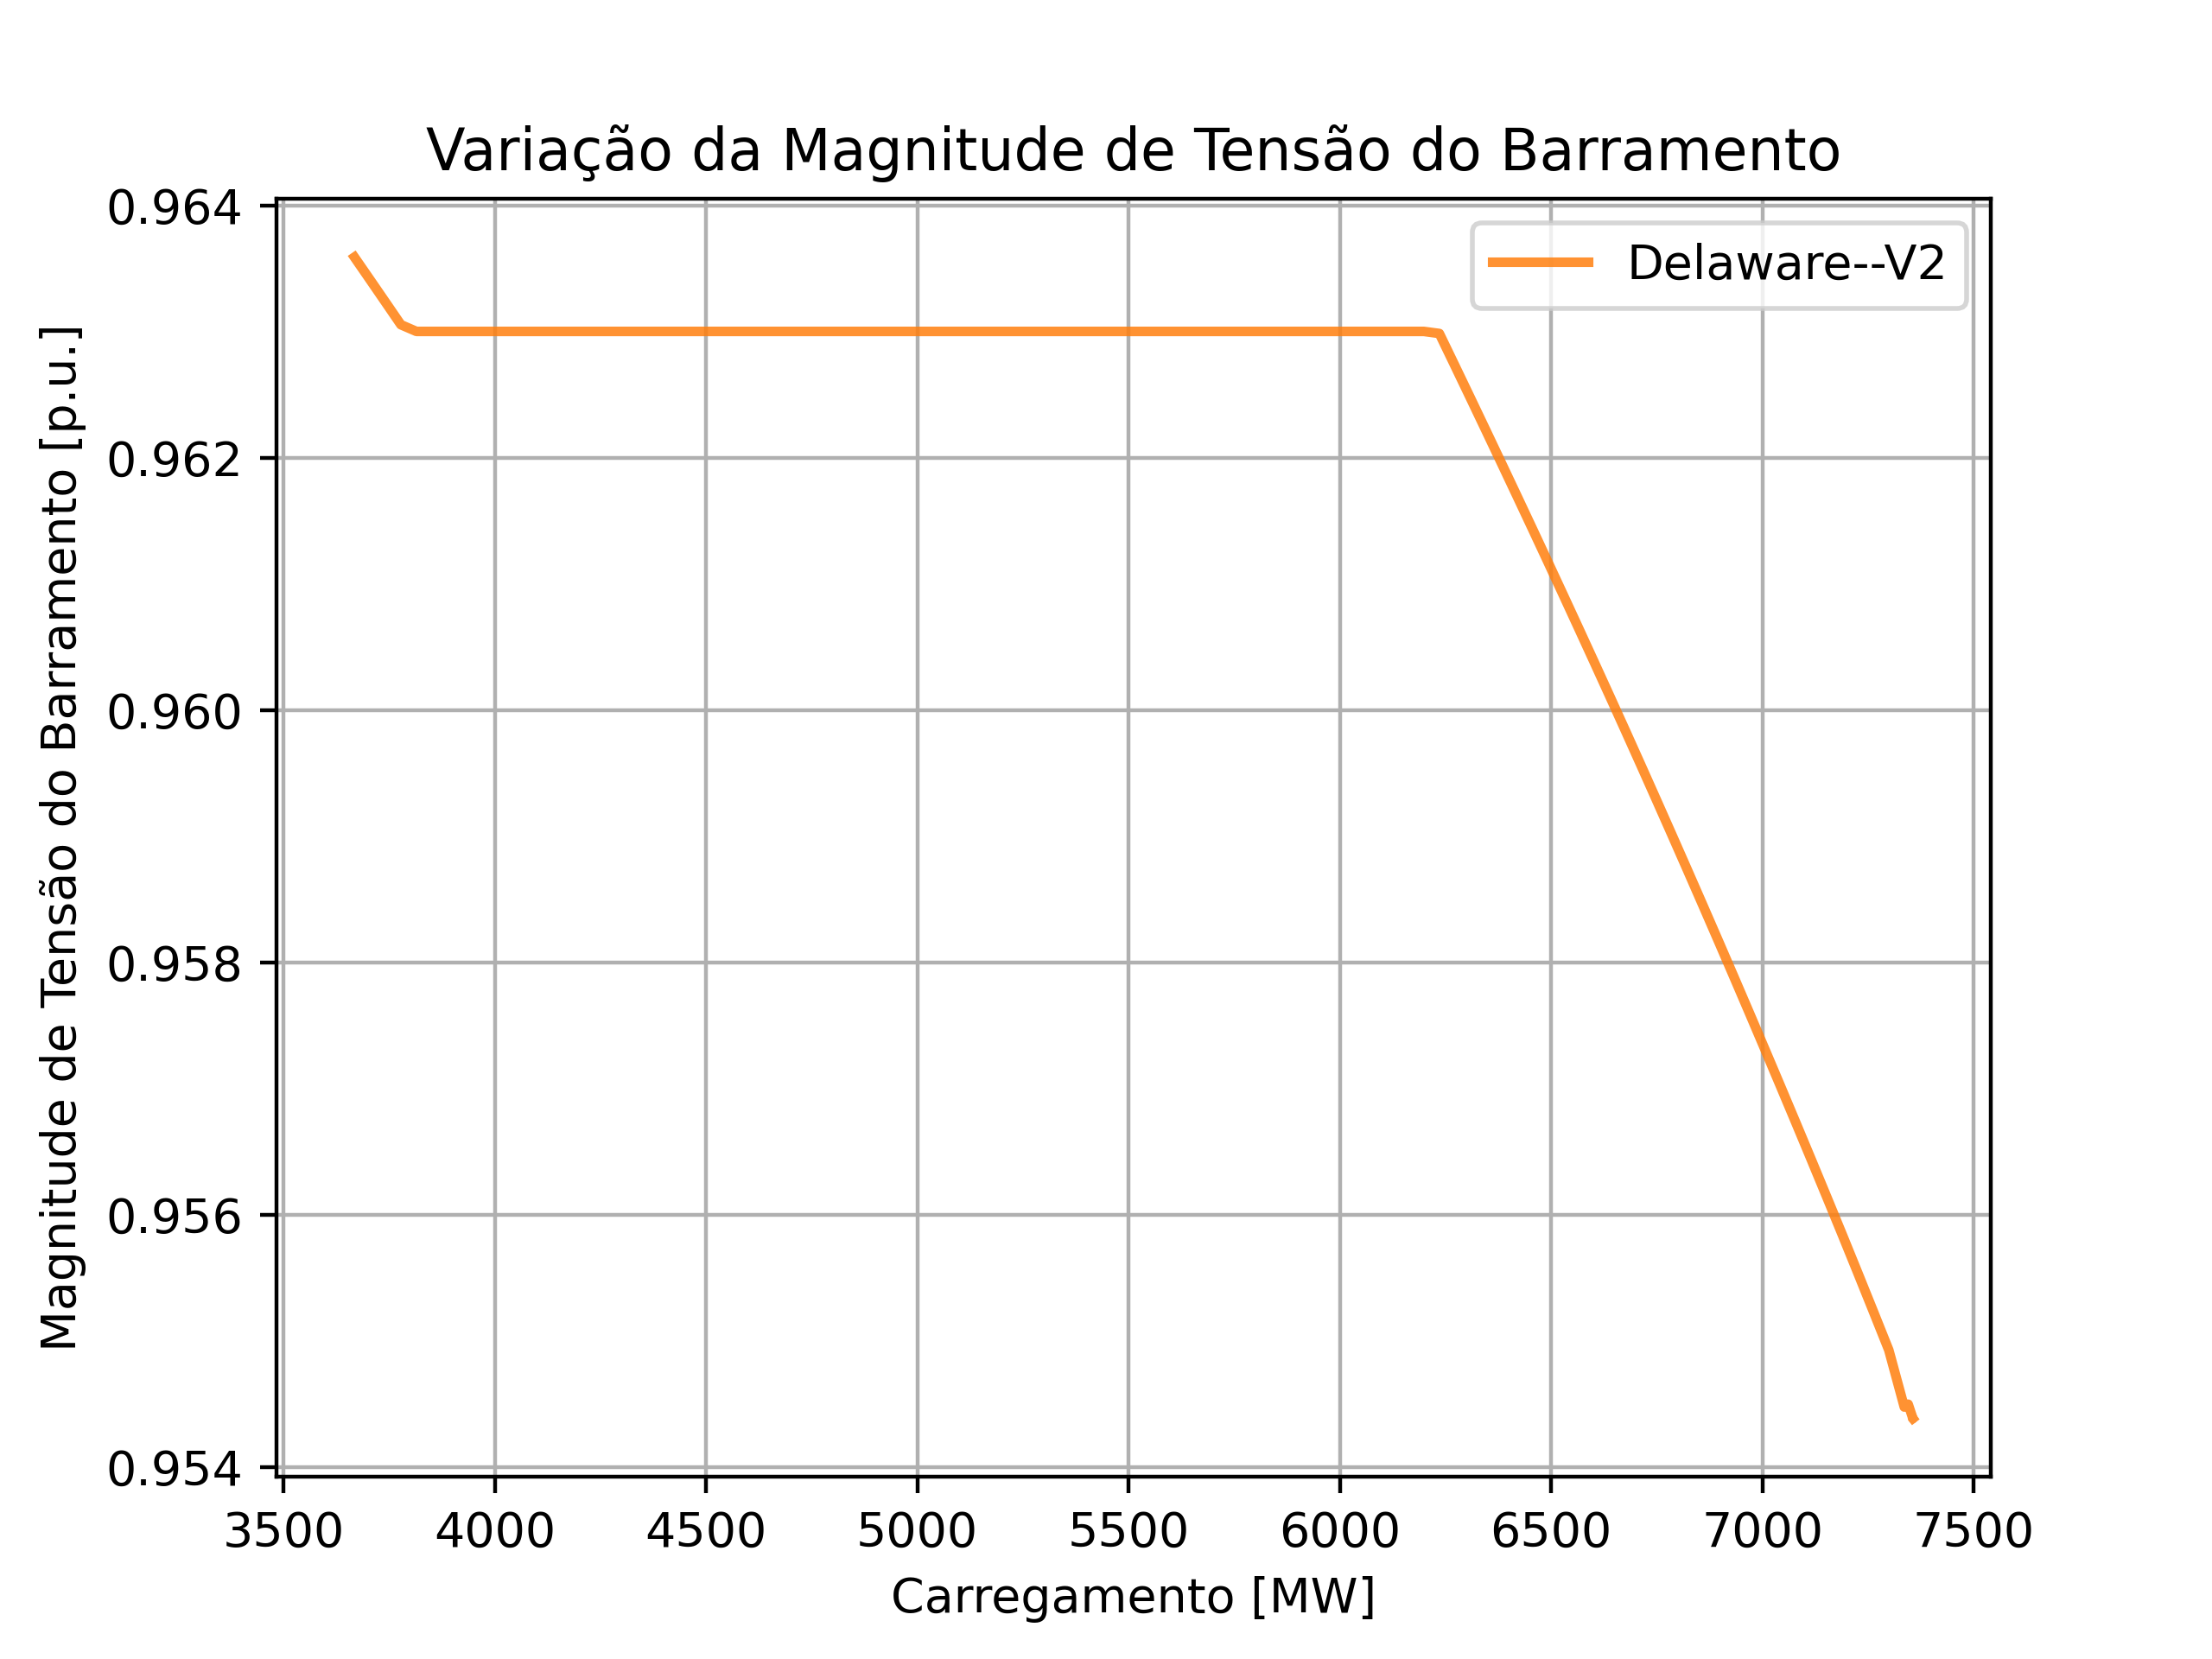 Variação da Magnitude de Tensão do Barramento
Delaware--V2
Magnitude de Tensão do Barramento [p.u.]
0.964
0.962
0.960
0.958
0.956
0.954
3500 4000 4500 5000 5500 6000 6500 7000 7500
Carregamento [MW]